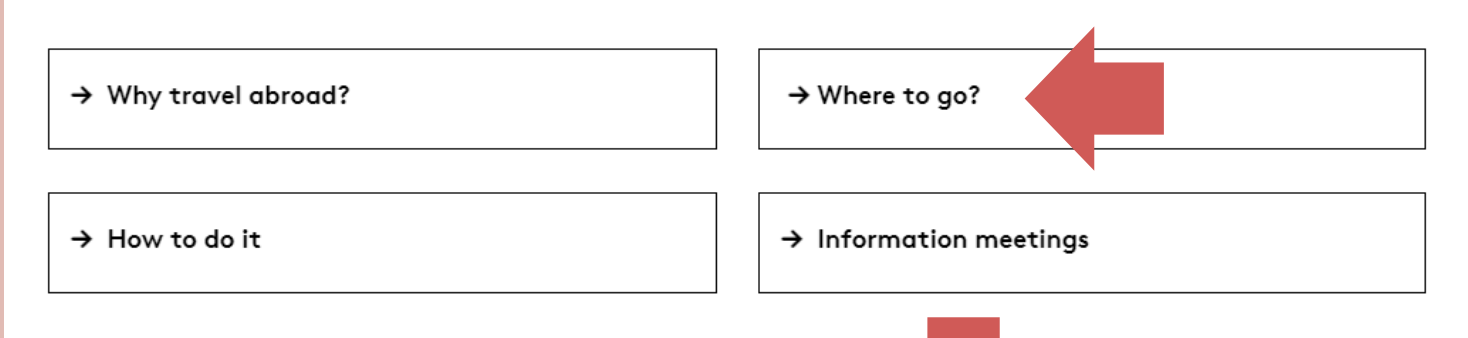 → Why travel abroad?
→ Where to go?
→ How to do it
→ Information meetings